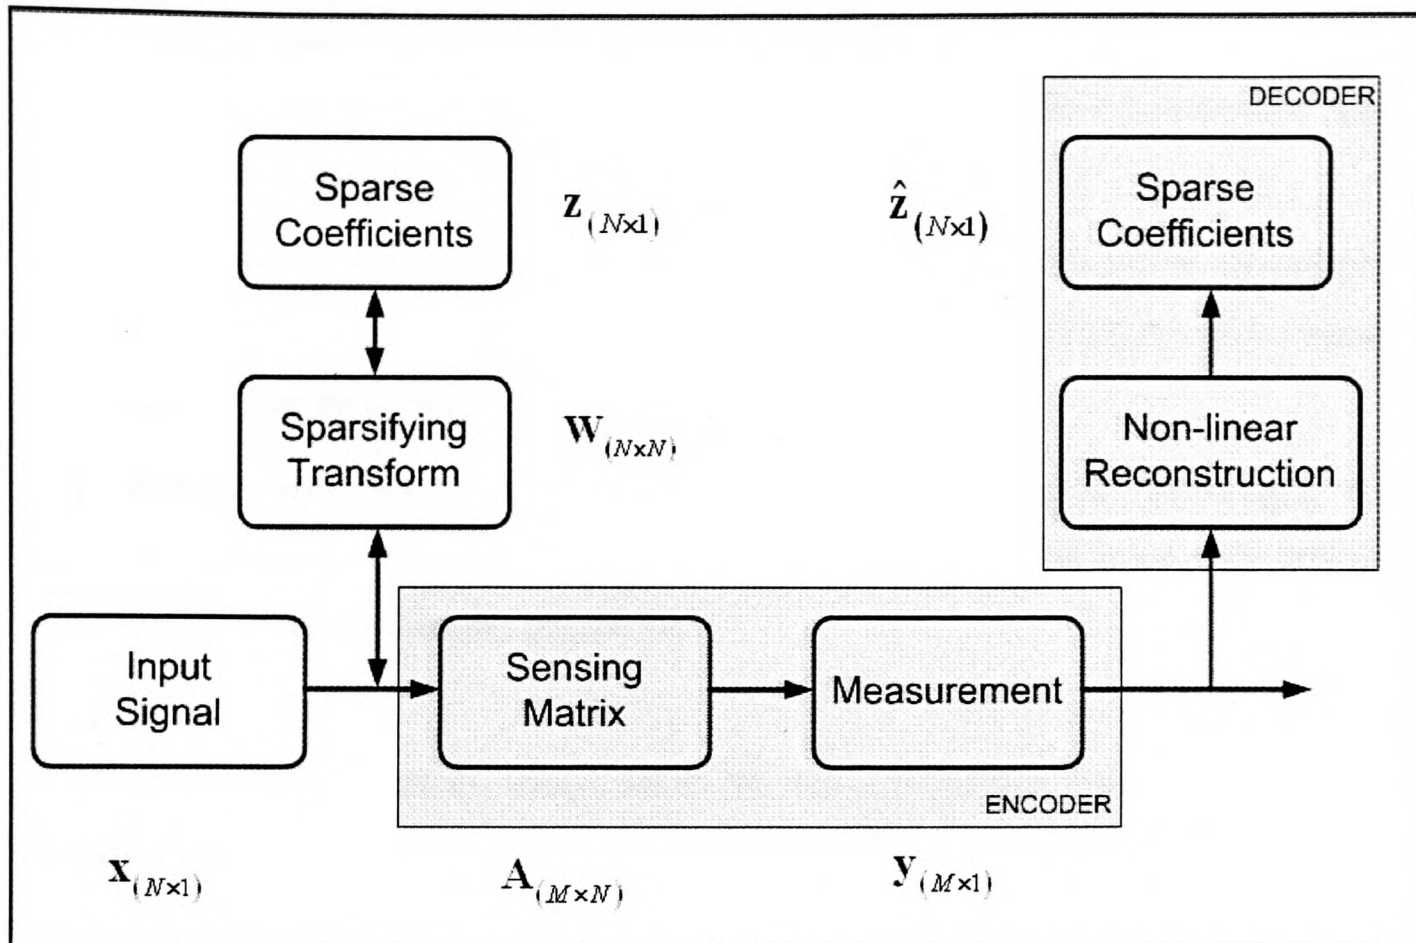 DECODER
Sparse
Coefficients
z(N×1)
ẑ(N×1)
Sparse
Coefficients
Sparsifying
Transform
W(N×N)
Non-linear
Reconstruction
Input
Signal
Sensing
Matrix
Measurement
ENCODER
x(N×1)
A(M×N)
y(M×1)